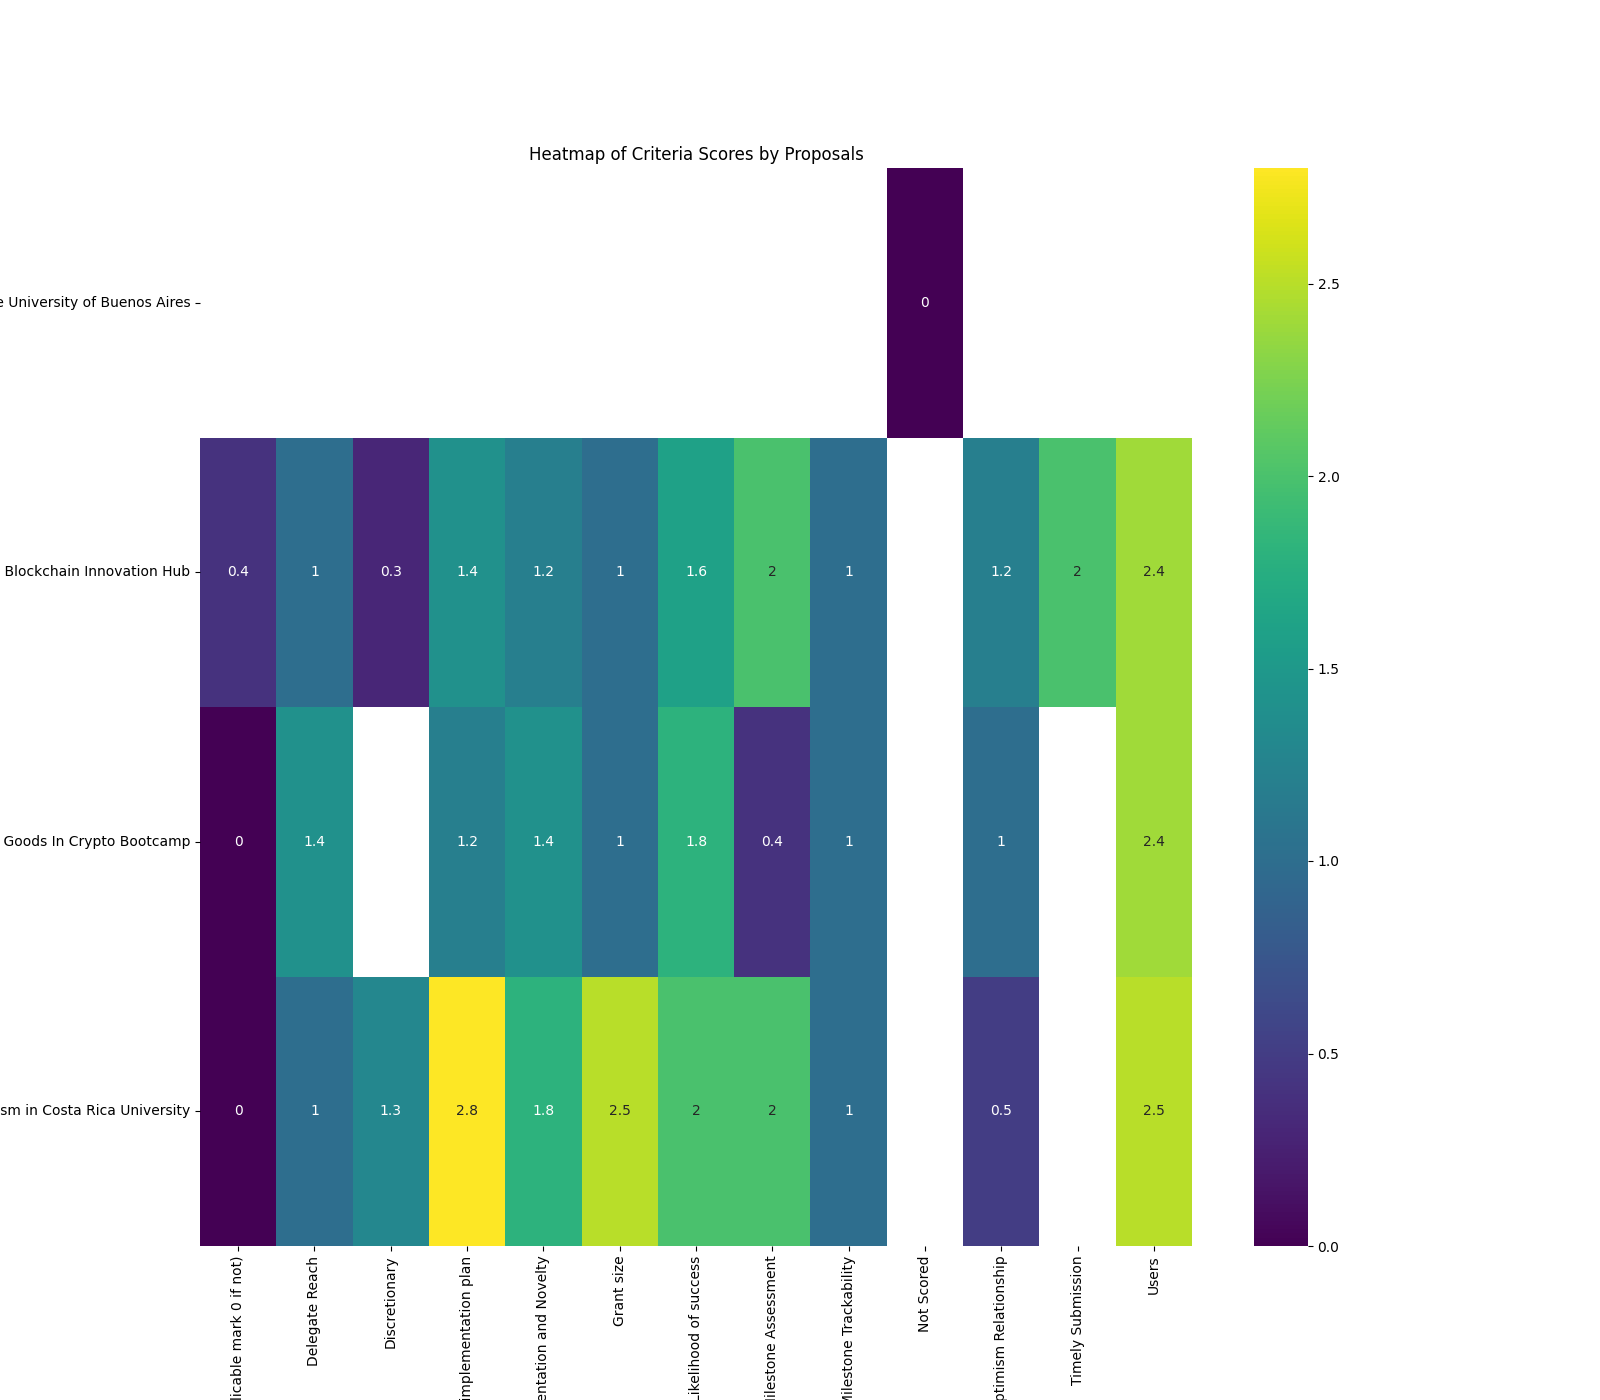 Heatmap of Criteria Scores by Proposals
University of Buenos Aires
0
Blockchain Innovation Hub
0.4 1 0.3 1.4 1.2 1 1.6 2 1 1.2 2 2.4
Goods In Crypto Bootcamp
0 1.4 1.2 1.4 1 1.8 0.4 1 1 2.4
ism in Costa Rica University
0 1 1.3 2.8 1.8 2.5 2 2 1 0.5 2.5
licable mark 0 if not)
Delegate Reach
Discretionary
implementation plan
entation and Novelty
Grant size
Likelihood of success
ilestone Assessment
Milestone Trackability
Not Scored
ptimism Relationship
Timely Submission
Users
2.5
2.0
1.5
1.0
0.5
0.0